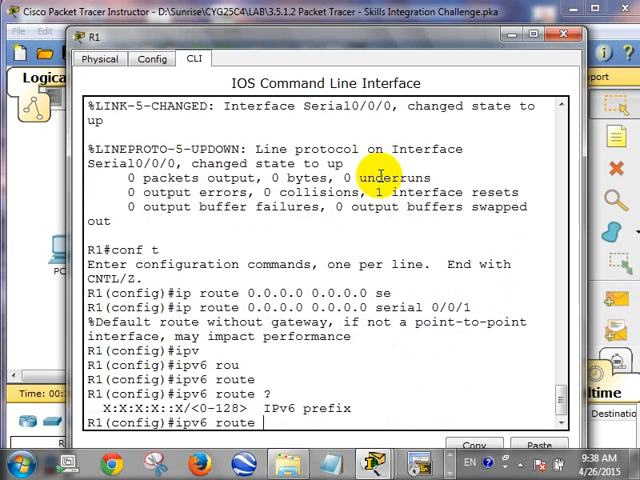 Cisco Packet Tracer Instructor - D:\Sunrise\CYG25C4\LAB\3.5.1.2 Packet Tracer - Skills Integration Challenge.pka
File
R1
Physical
Config
CLI
Logica
IOS Command Line Interface
%LINK-5-CHANGED: Interface Serial0/0/0, changed state to
up
%LINEPROTO-5-UPDOWN: Line protocol on Interface
Serial0/0/0, changed state to up
0 packets output, 0 bytes, 0 underruns
0 output errors, 0 collisions, 1 interface resets
0 output buffer failures, 0 output buffers swapped
out
R1#conf t
Enter configuration commands, one per line.  End with
CNTL/Z.
R1(config)#ip route 0.0.0.0 0.0.0.0 se
R1(config)#ip route 0.0.0.0 0.0.0.0 serial 0/0/1
%Default route without gateway, if not a point-to-point
interface, may impact performance
R1(config)#ipv
R1(config)#ipv6 rou
R1(config)#ipv6 route
R1(config)#ipv6 route ?
X:X:X:X::X/<0-128>  IPv6 prefix
R1(config)#ipv6 route
Copy
Paste
PC
Time: 00:
port
Destinatio
EN
9:38 AM
4/26/2015